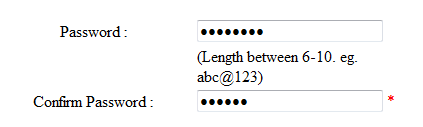 Password : ●●●●●●●●
(Length between 6-10. eg.
abc@123)
Confirm Password : ●●●●●● *